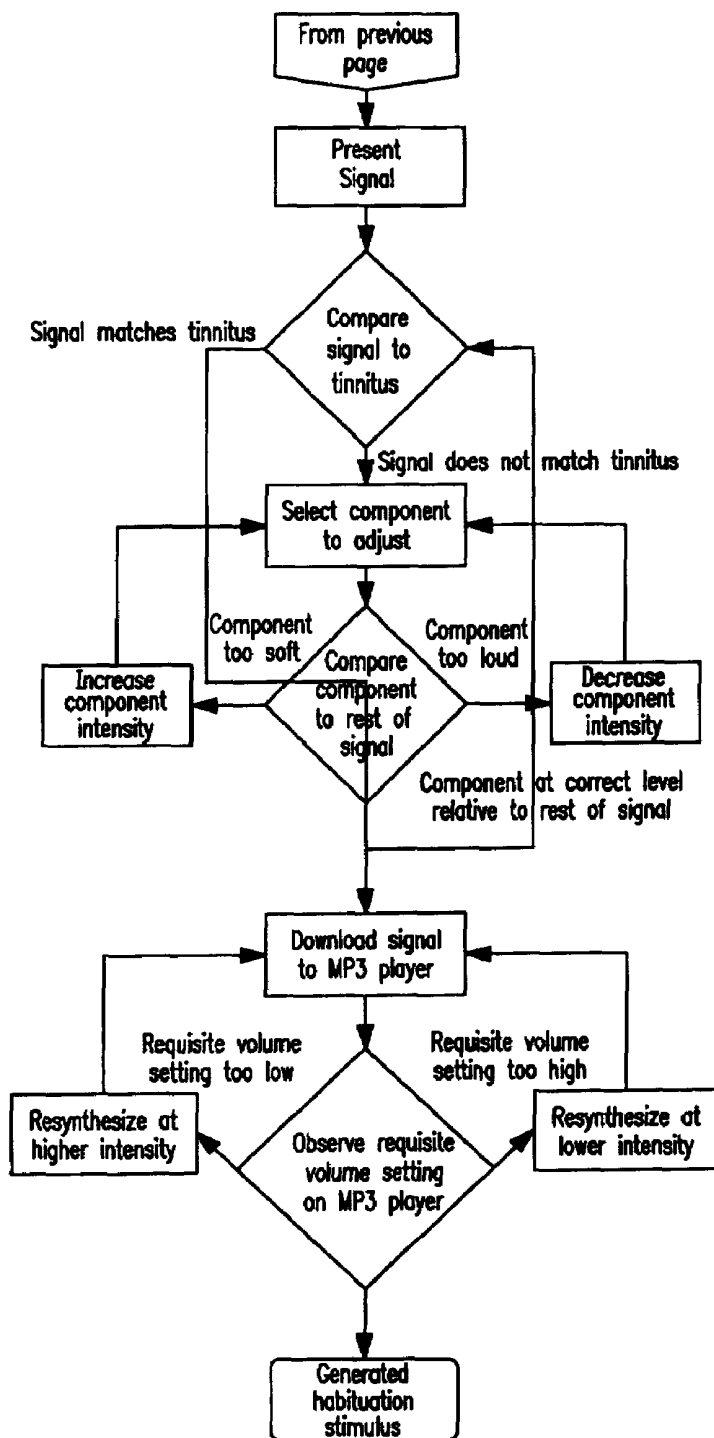 From previous
page
Present
Signal
Signal matches tinnitus
Compare
signal to
tinnitus
Signal does not match tinnitus
Select component
to adjust
Component
too soft
Component
too loud
Increase
component
intensity
Compare
component
to rest of
signal
Decrease
component
intensity
Component at correct level
relative to rest of signal
Download signal
to MP3 player
Requisite volume
setting too low
Requisite volume
setting too high
Resynthesize at
higher intensity
Observe requisite
volume setting
on MP3 player
Resynthesize at
lower intensity
Generated
habituation
stimulus